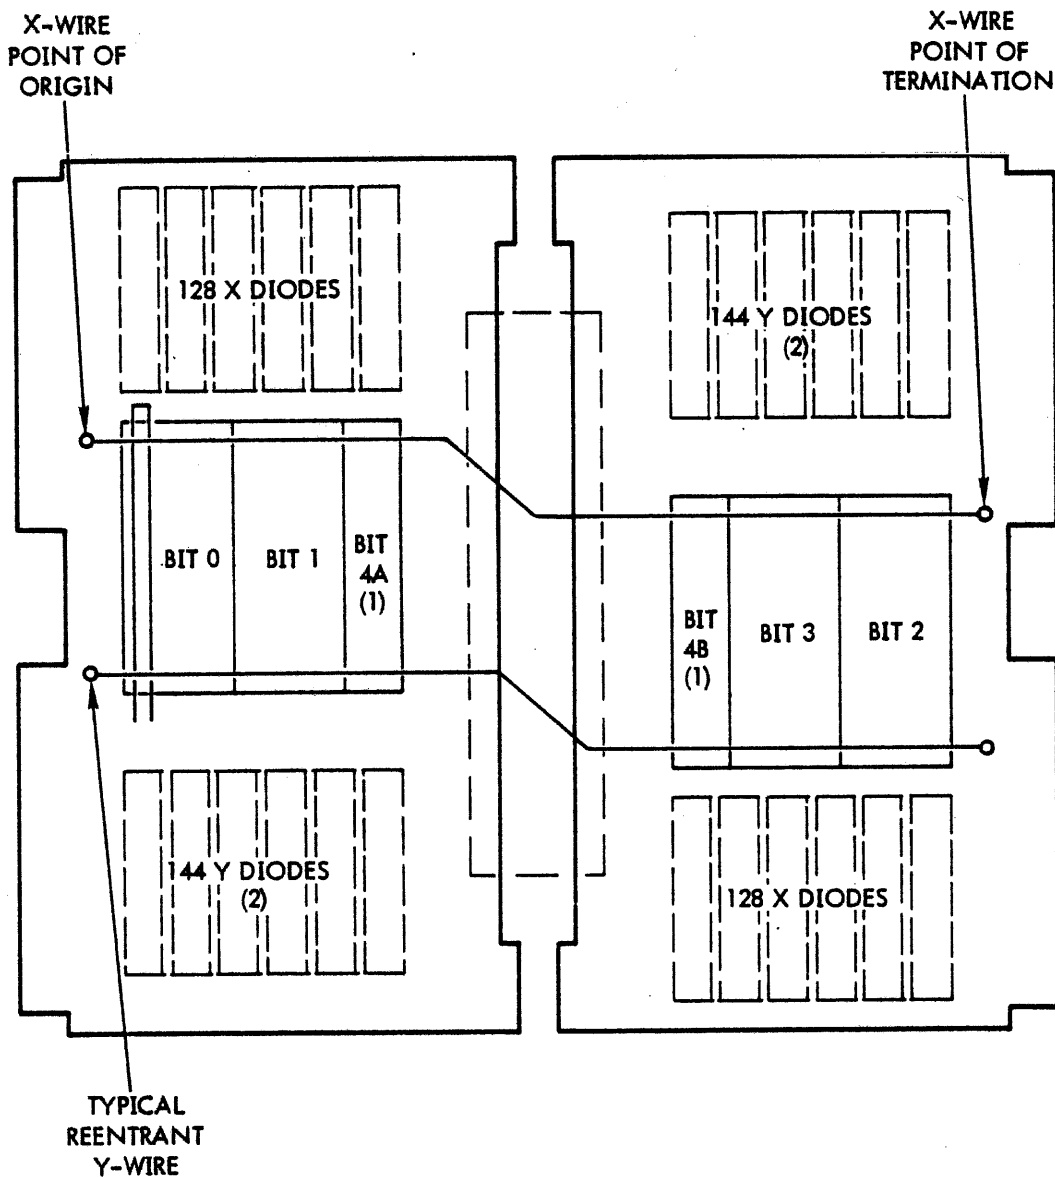 X-WIRE
POINT OF
ORIGIN
X-WIRE
POINT OF
TERMINATION
128 X DIODES
144 Y DIODES
(2)
BIT 0
BIT 1
BIT
4A
(1)
BIT
4B
(1)
BIT 3
BIT 2
144 Y DIODES
(2)
128 X DIODES
TYPICAL
REENTRANT
Y-WIRE